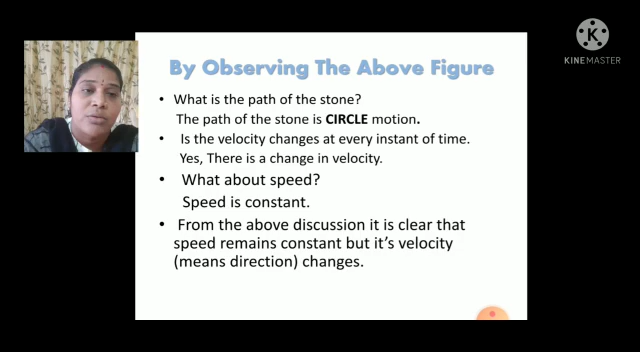 By Observing The Above Figure
• What is the path of the stone?
The path of the stone is CIRCLE motion.
• Is the velocity changes at every instant of time.
Yes, There is a change in velocity.
• What about speed?
Speed is constant.
• From the above discussion it is clear that
speed remains constant but it's velocity
(means direction) changes.
K
KINEMASTER